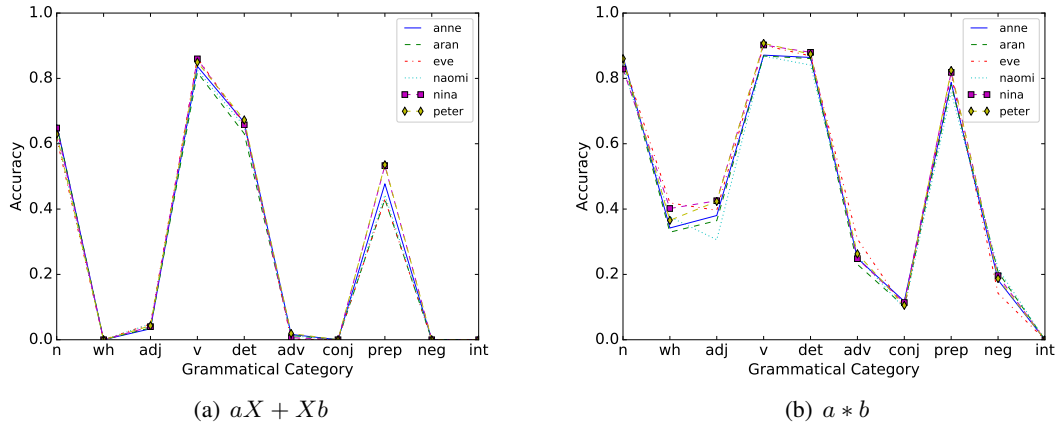 1.0
0.8
0.6
0.4
0.2
0.0
Accuracy
n wh adj v det adv conj prep neg int
Grammatical Category
anne
aran
eve
naomi
nina
peter
(a) aX + Xb
1.0
0.8
0.6
0.4
0.2
0.0
Accuracy
n wh adj v det adv conj prep neg int
Grammatical Category
anne
aran
eve
naomi
nina
peter
(b) a ∗ b